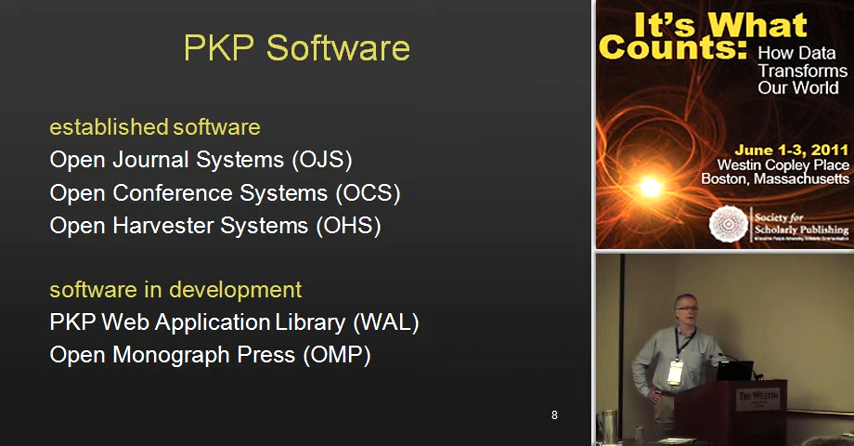 PKP Software
established software
Open Journal Systems (OJS)
Open Conference Systems (OCS)
Open Harvester Systems (OHS)
software in development
PKP Web Application Library (WAL)
Open Monograph Press (OMP)
8
It's What
Counts: How Data
Transforms
Our World
June 1-3, 2011
Westin Copley Place
Boston, Massachusetts
Society for
Scholarly Publishing
THE WESTIN